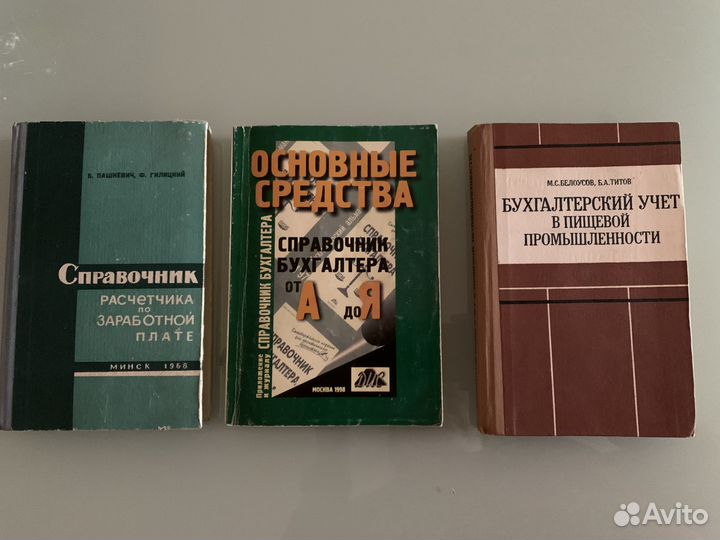 Б. ПАШКЕВИЧ, Ф. ГИЛИЦКИЙ
СПРАВОЧНИК
РАСЧЕТЧИКА
ПО
ЗАРАБОТНОЙ
ПЛАТЕ
МИНСК 1968
ОСНОВНЫЕ
СРЕДСТВА
СПРАВОЧНИК
БУХГАЛТЕРА
от
А до Я
Приложение
к журналу
СПРАВОЧНИК БУХГАЛТЕРА
СПРАВОЧНИК
БУХГАЛТЕРА
МОСКВА 1998
М.С.БЕЛОУСОВ, Б.А.ТИТОВ
БУХГАЛТЕРСКИЙ УЧЕТ
В ПИЩЕВОЙ
ПРОМЫШЛЕННОСТИ
Avito